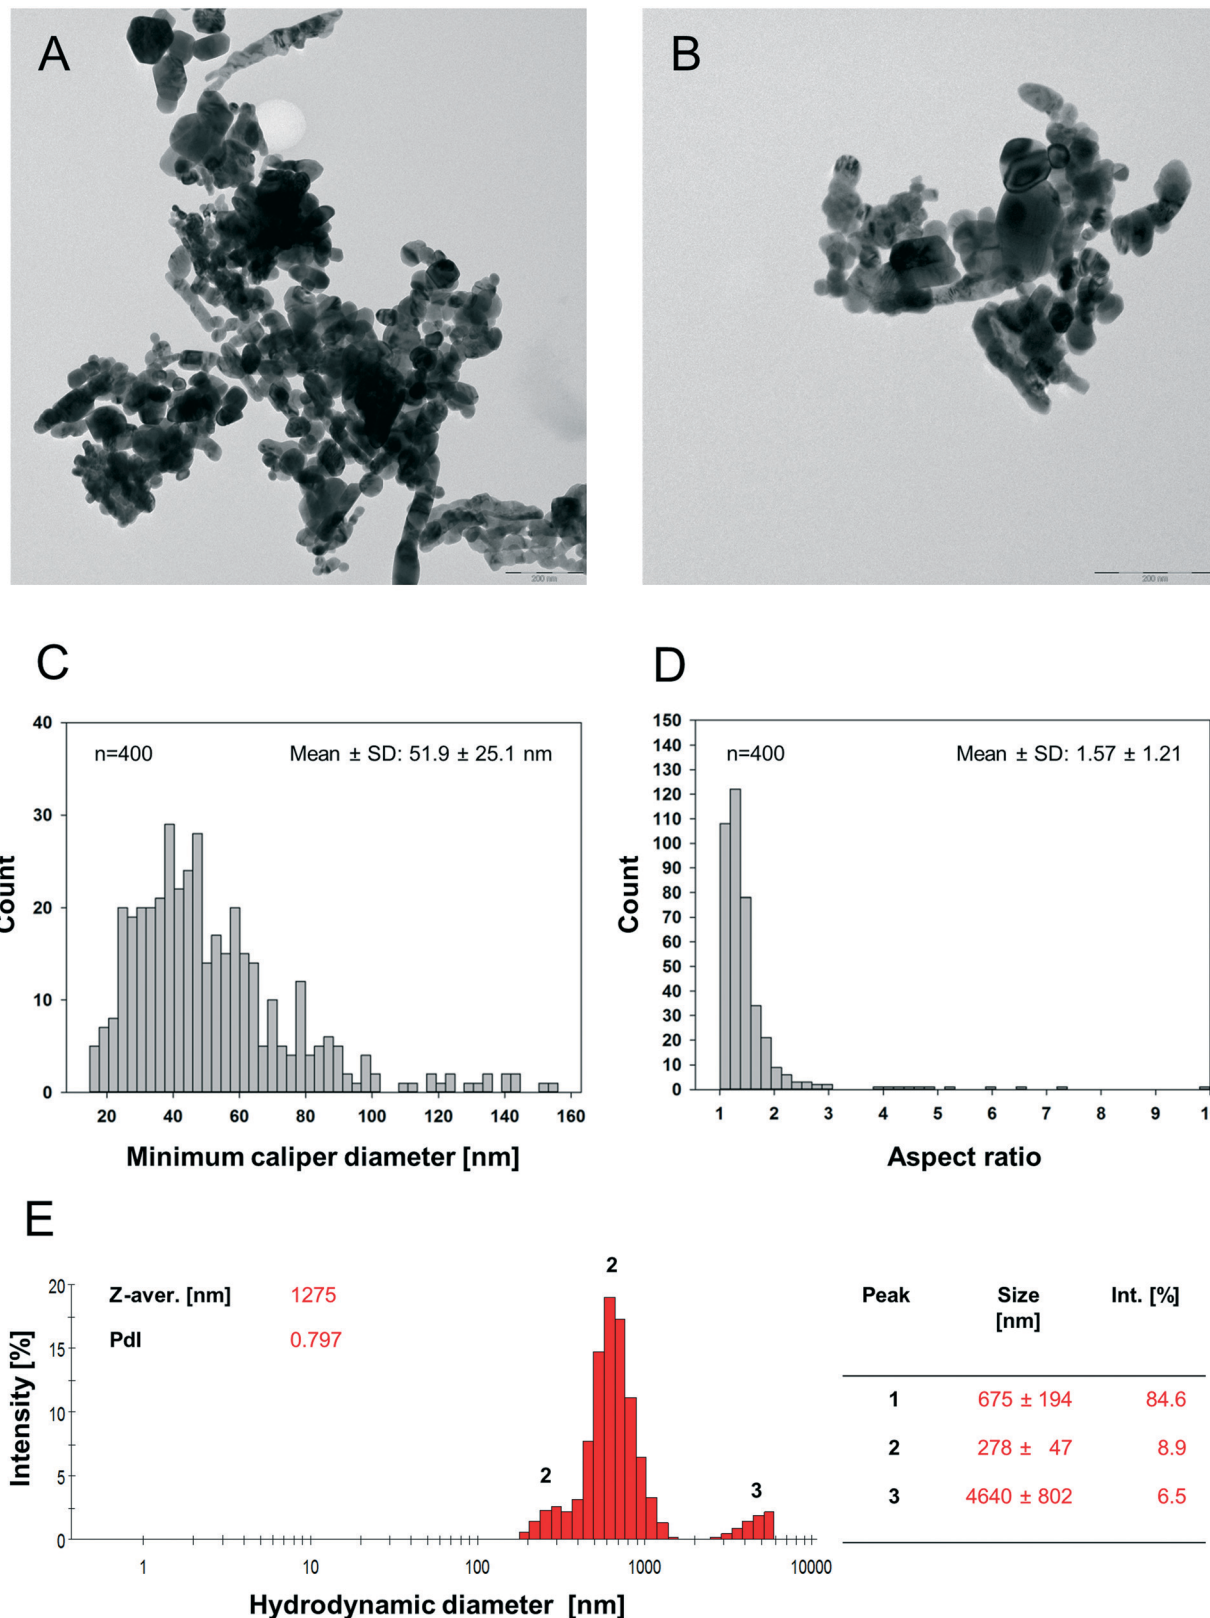 A
B
200 nm
200 nm
C
D
40
30
20
10
0
n=400
Mean ± SD: 51.9 ± 25.1 nm
Count
20 40 60 80 100 120 140 160
Minimum caliper diameter [nm]
150
140
130
120
110
100
90
80
70
60
50
40
30
20
10
0
n=400
Mean ± SD: 1.57 ± 1.21
Count
1 2 3 4 5 6 7 8 9
Aspect ratio
E
20
15
10
5
0
Z-aver. [nm] 1275
PdI 0.797
2
2
3
Intensity [%]
1 10 100 1000 10000
Hydrodynamic diameter [nm]
Peak Size Int. [%]
[nm]
1 675 ± 194 84.6
2 278 ± 47 8.9
3 4640 ± 802 6.5